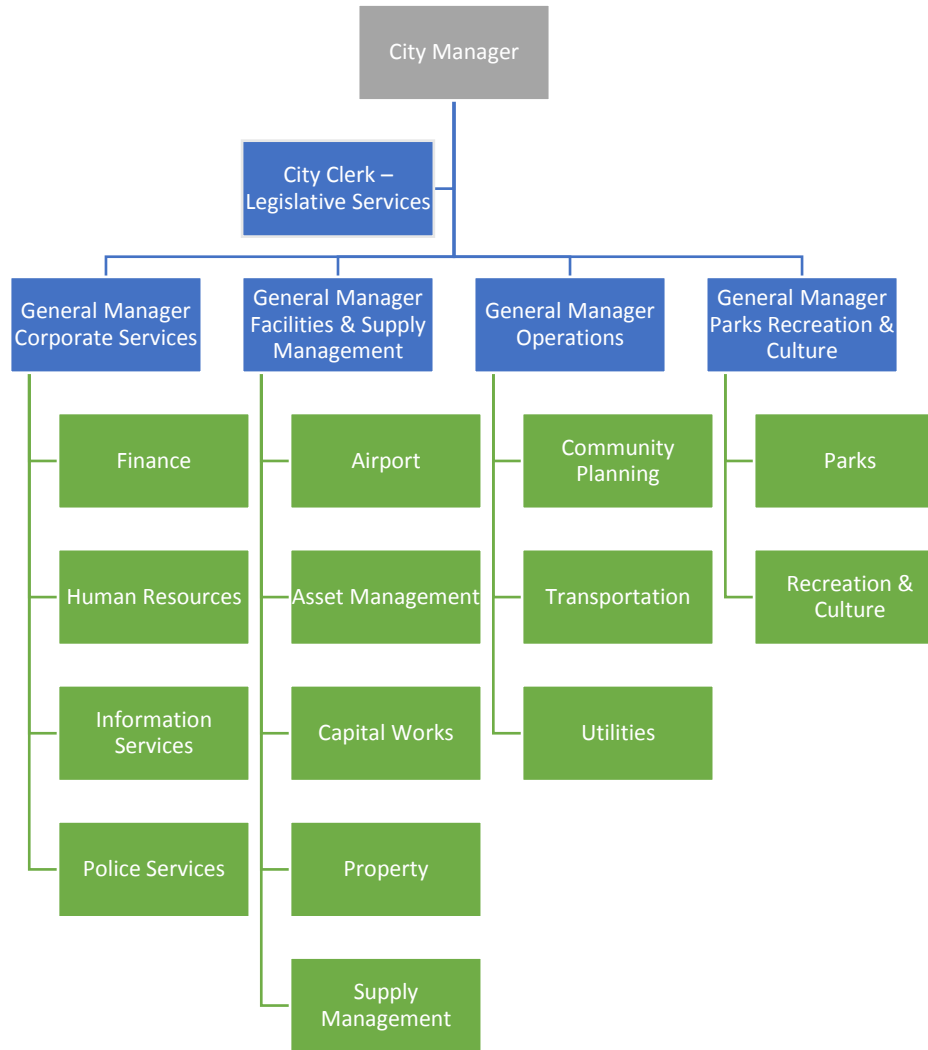 City Manager
City Clerk –
Legislative Services
General Manager
Corporate Services
General Manager
Facilities & Supply
Management
General Manager
Operations
General Manager
Parks Recreation &
Culture
Finance
Human Resources
Information
Services
Police Services
Airport
Asset Management
Capital Works
Property
Supply
Management
Community
Planning
Transportation
Utilities
Parks
Recreation &
Culture